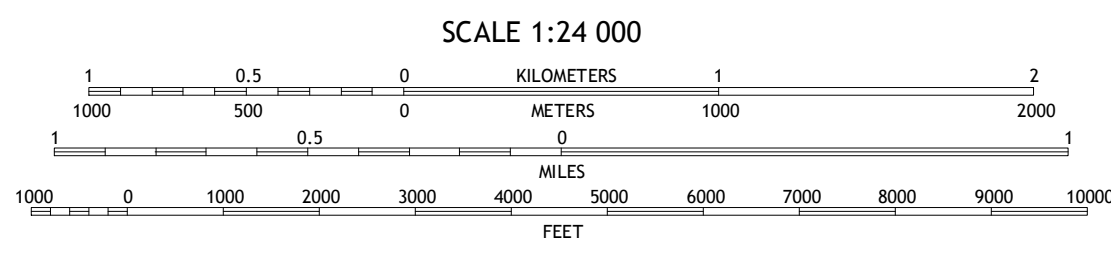 SCALE 1:24 000
1 0.5 0 KILOMETERS 1 2
1000 500 0 METERS 1000 2000
1 0.5 0 1
MILES
1000 0 1000 2000 3000 4000 5000 6000 7000 8000 9000 10000
FEET